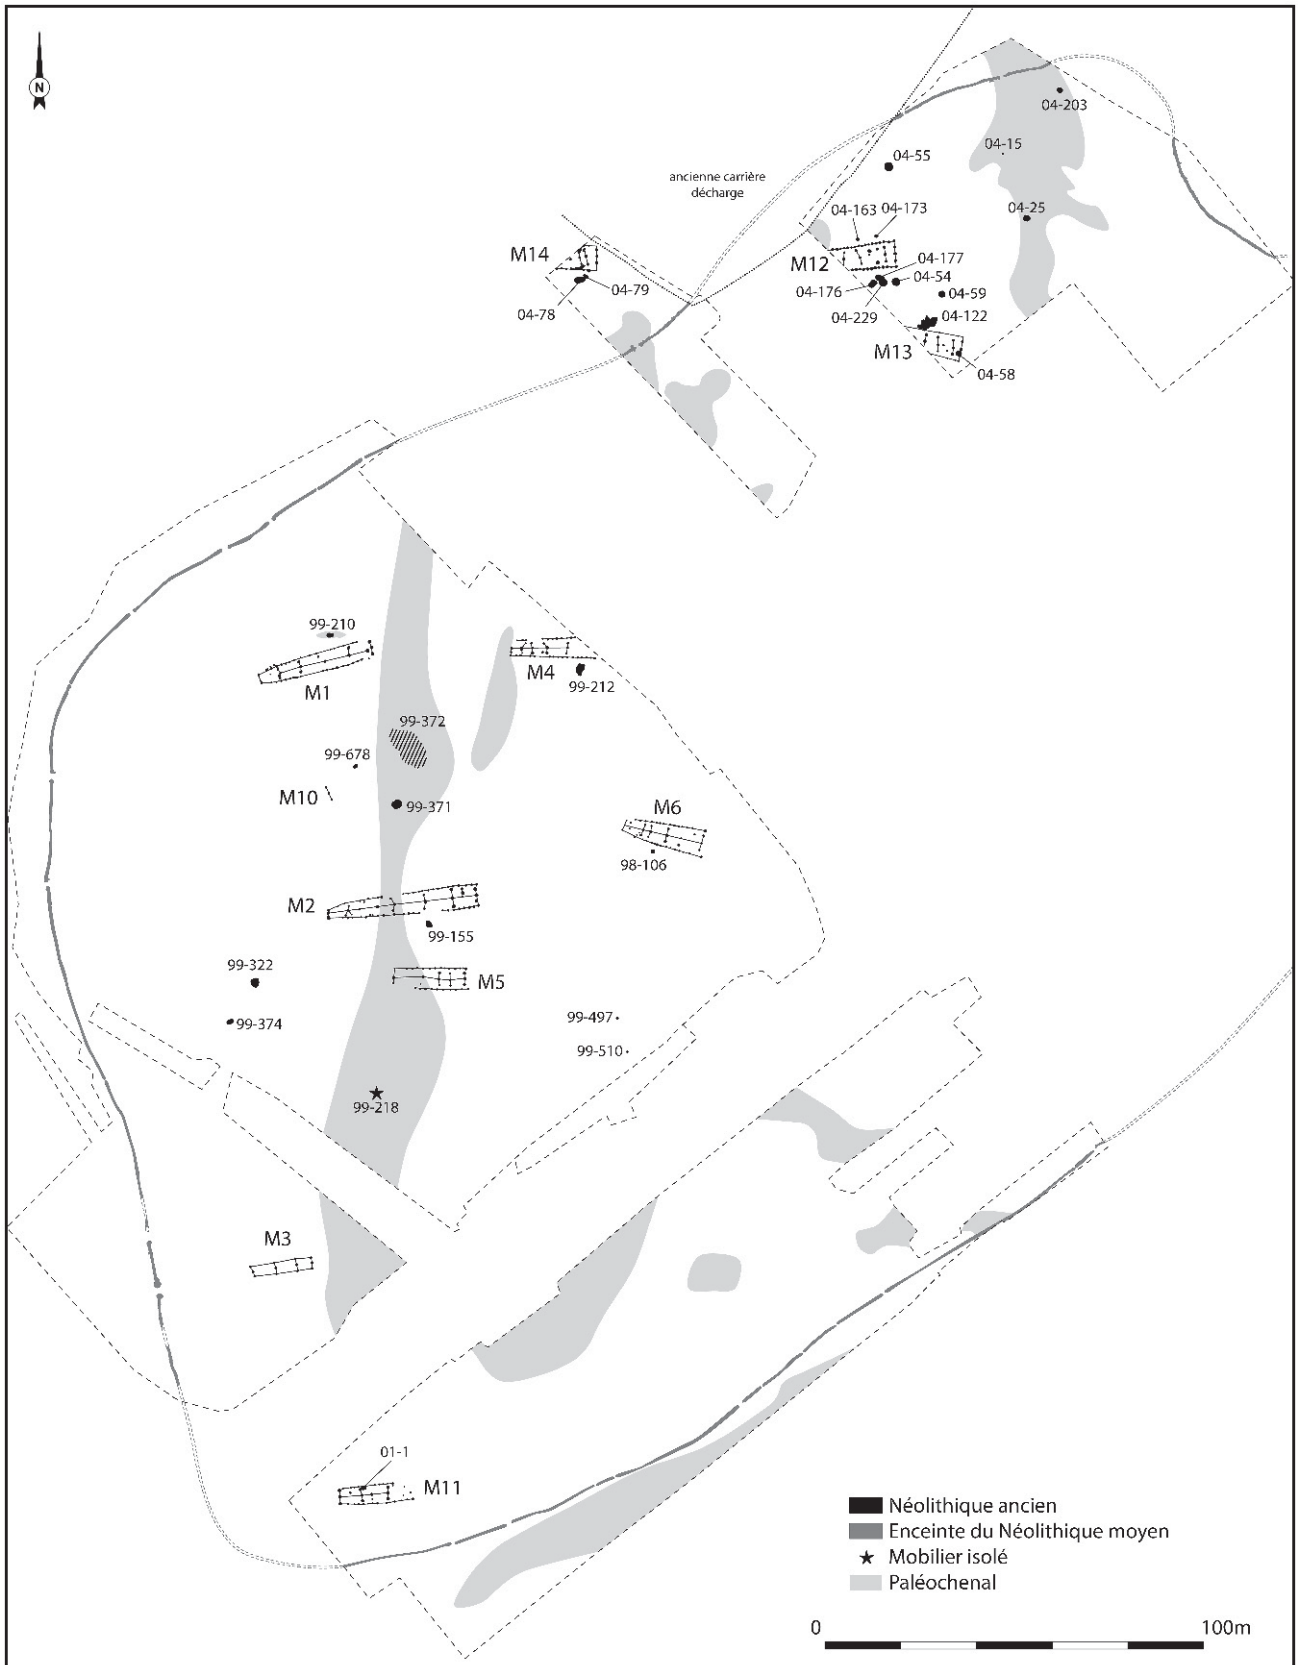 N
04-203
04-15
04-55
ancienne carrière
décharge
04-25
04-163
04-173
M14
M12
04-177
04-54
04-79
04-176
04-59
04-78
04-229
04-122
M13
04-58
99-210
M4
M1
99-212
99-372
99-678
M10
99-371
M6
98-106
M2
99-155
99-322
M5
99-497
99-374
99-510
99-218
M3
01-1
M11
Néolithique ancien
Enceinte du Néolithique moyen
Mobilier isolé
Paléochenal
0
100m